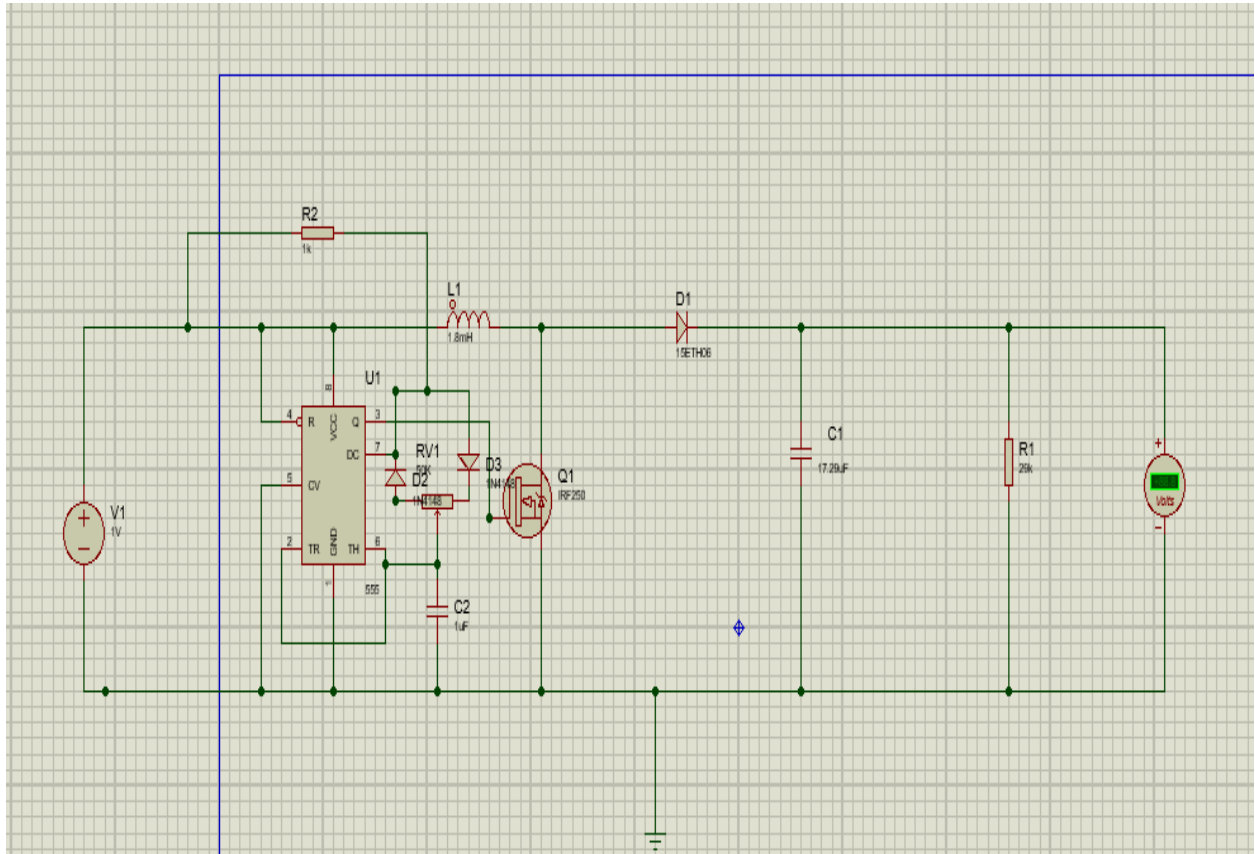 R2
1k
L1
1.8mH
D1
15ETH06
U1
8
4
R
VCC
Q
3
DC
7
5
CV
2
TR
GND
TH
6
1
555
RV1
50K
D2
1N4148
D3
1N4148
Q1
IRF250
C2
1uF
V1
1V
C1
17.29uF
R1
29k
+
Volts
−